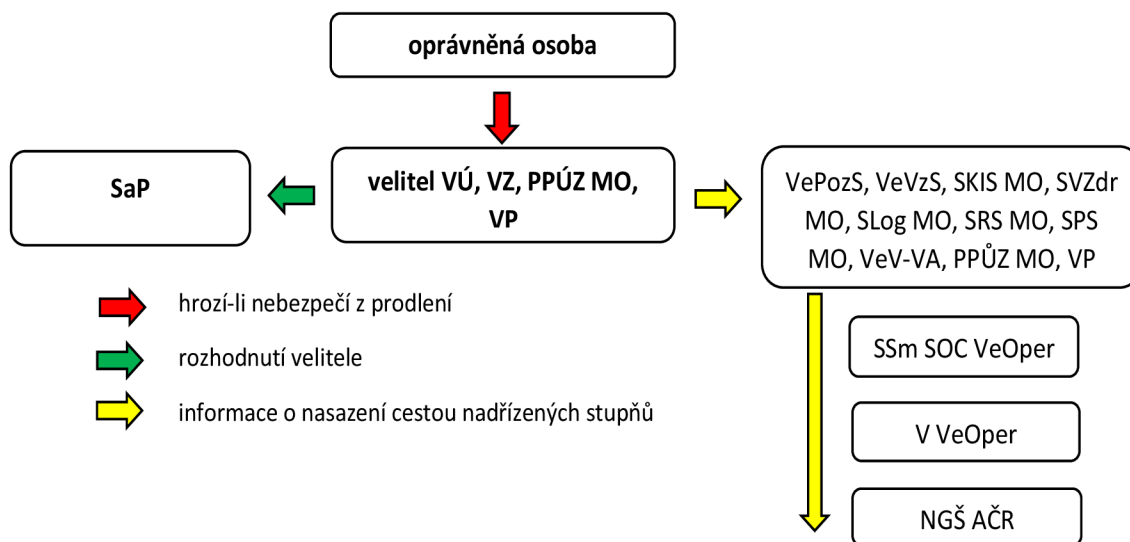 oprávněná osoba
SaP
velitel VÚ, VZ, PPÚZ MO,
VP
VePozS, VeVzS, SKIS MO, SVZdr
MO, SLog MO, SRS MO, SPS
MO, VeV-VA, PPŮZ MO, VP
hrozí-li nebezpečí z prodlení
rozhodnutí velitele
informace o nasazení cestou nadřízených stupňů
SSm SOC VeOper
V VeOper
NGŠ AČR